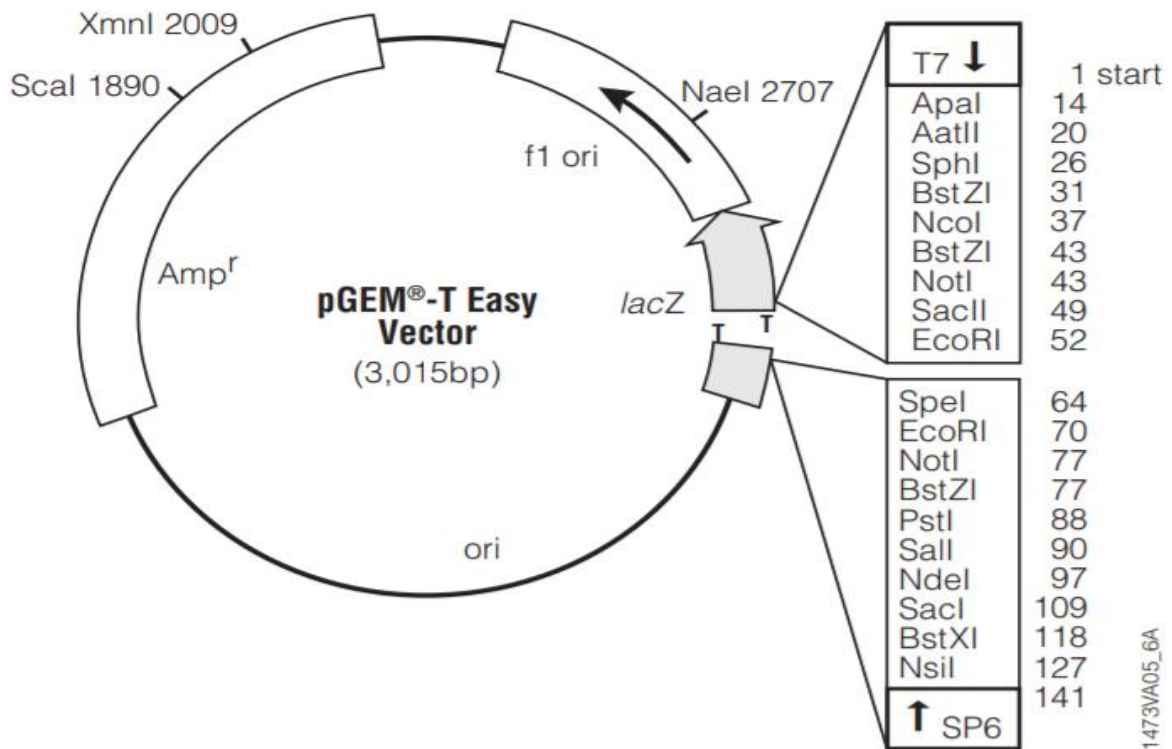 XmnI 2009
ScaI 1890
NaeI 2707
f1 ori
Ampʳ
pGEM®-T Easy
Vector
(3,015bp)
lacZ
T T
ori
T7 ↓
1 start
ApaI 14
AatII 20
SphI 26
BstZI 31
NcoI 37
BstZI 43
NotI 43
SacII 49
EcoRI 52
SpeI 64
EcoRI 70
NotI 77
BstZI 77
PstI 88
SalI 90
NdeI 97
SacI 109
BstXI 118
NsiI 127
141
↑ SP6
1473VA05_6A